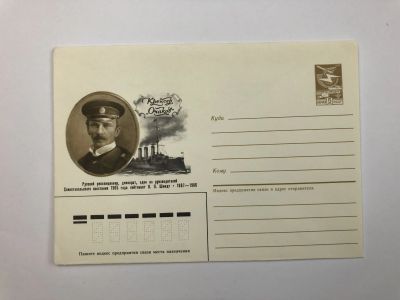 Крейсер
Очаков
Русский революционер, демократ, один из руководителей
Севастопольского восстания 1905 года лейтенант П. П. Шмидт • 1867—1906
Куда
Кому
Индекс предприятия связи и адрес отправителя
Пишите индекс предприятия связи места назначения